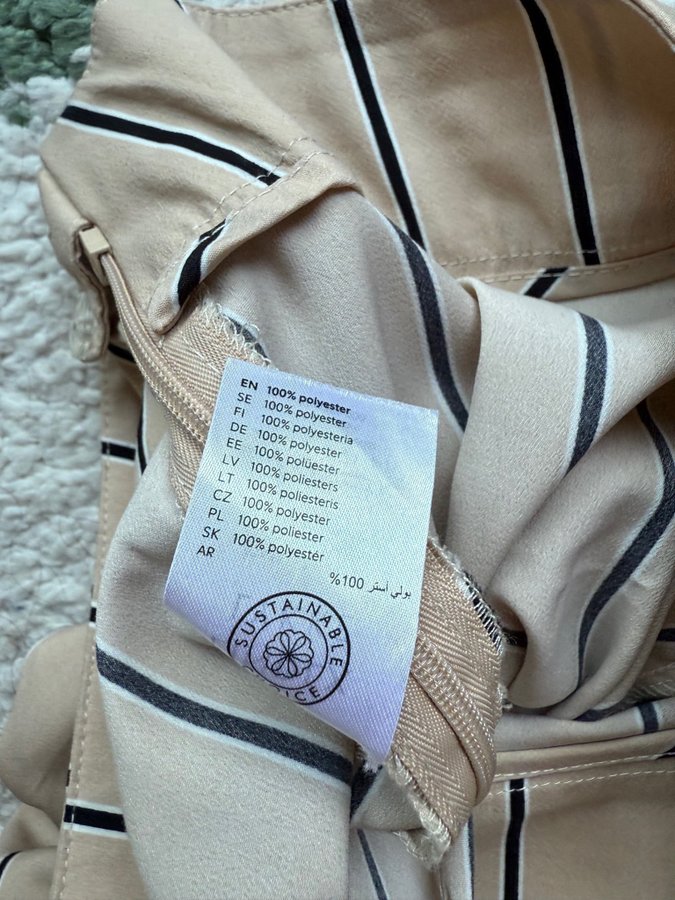 EN 100% polyester
SE 100% polyester
FI 100% polyesteria
DE 100% polyester
EE 100% polüester
LV 100% poliesters
LT 100% poliesteris
CZ 100% polyester
PL 100% poliester
SK 100% polyestér
AR بولي أستر 100%
SUSTAINABLE